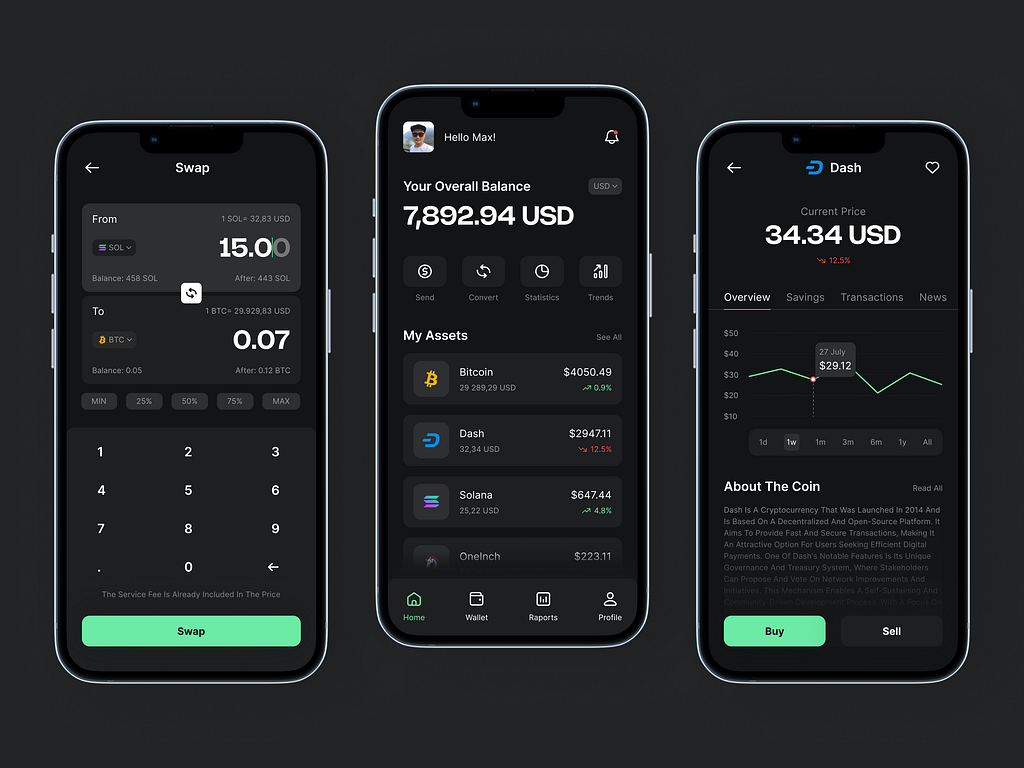 Swap
From
1 SOL= 32,83 USD
SOL
15.00
Balance: 458 SOL
After: 443 SOL
To
1 BTC= 29.929,83 USD
BTC
0.07
Balance: 0.05
After: 0.12 BTC
MIN
25%
50%
75%
MAX
1
2
3
4
5
6
7
8
9
.
0
The Service Fee Is Already Included In The Price
Swap
Hello Max!
Your Overall Balance
USD
7,892.94 USD
Send
Convert
Statistics
Trends
My Assets
See All
Bitcoin
$4050.49
29 289,29 USD
0.9%
Dash
$2947.11
32,34 USD
12.5%
Solana
$647.44
25,22 USD
4.8%
OneInch
$223.11
Home
Wallet
Raports
Profile
Dash
Current Price
34.34 USD
12.5%
Overview
Savings
Transactions
News
$50
$40
$30
$20
$10
27 July
$29.12
1d
1w
1m
3m
6m
1y
All
About The Coin
Read All
Dash Is A Cryptocurrency That Was Launched In 2014 And
Is Based On A Decentralized And Open-Source Platform. It
Aims To Provide Fast And Secure Transactions, Making It
An Attractive Option For Users Seeking Efficient Digital
Payments. One Of Dash's Notable Features Is Its Unique
Governance And Treasury System, Where Stakeholders
Can Propose And Vote On Network Improvements And
Initiatives. This Mechanism Enables A Self-Sustaining And
Community-Driven Development Process. With A Focus On
Buy
Sell